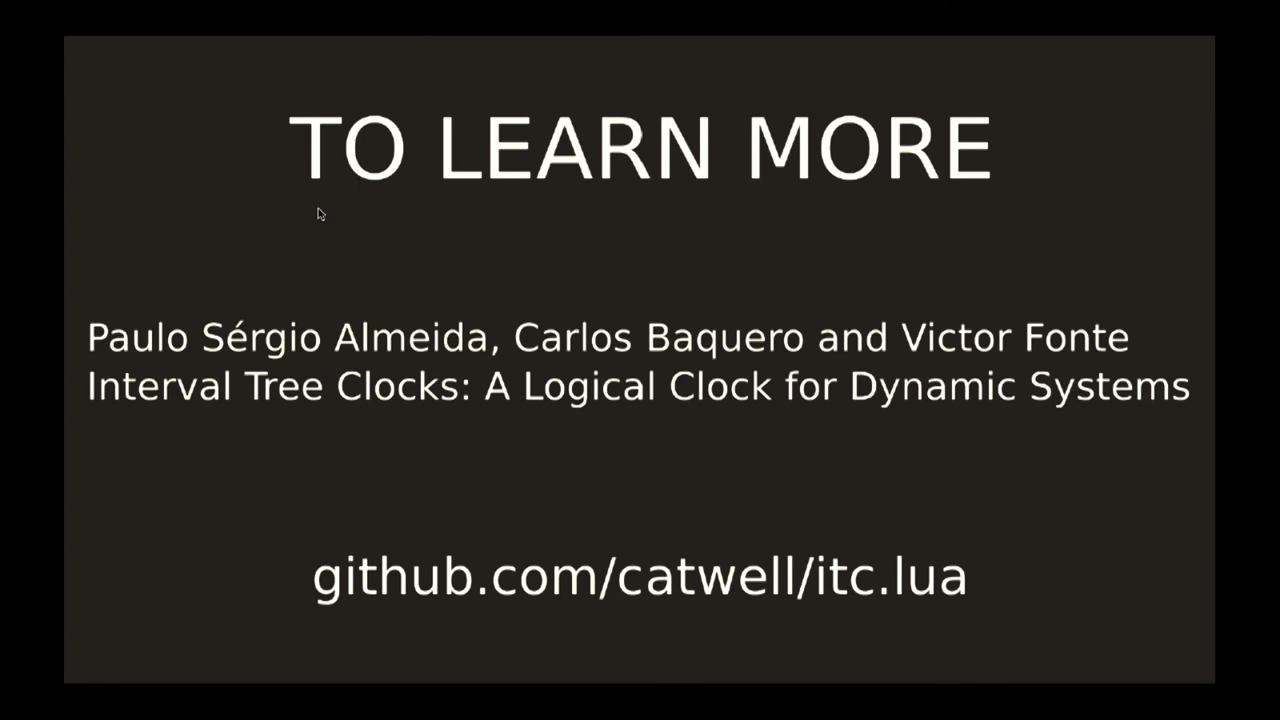 TO LEARN MORE
Paulo Sérgio Almeida, Carlos Baquero and Victor Fonte
Interval Tree Clocks: A Logical Clock for Dynamic Systems
github.com/catwell/itc.lua